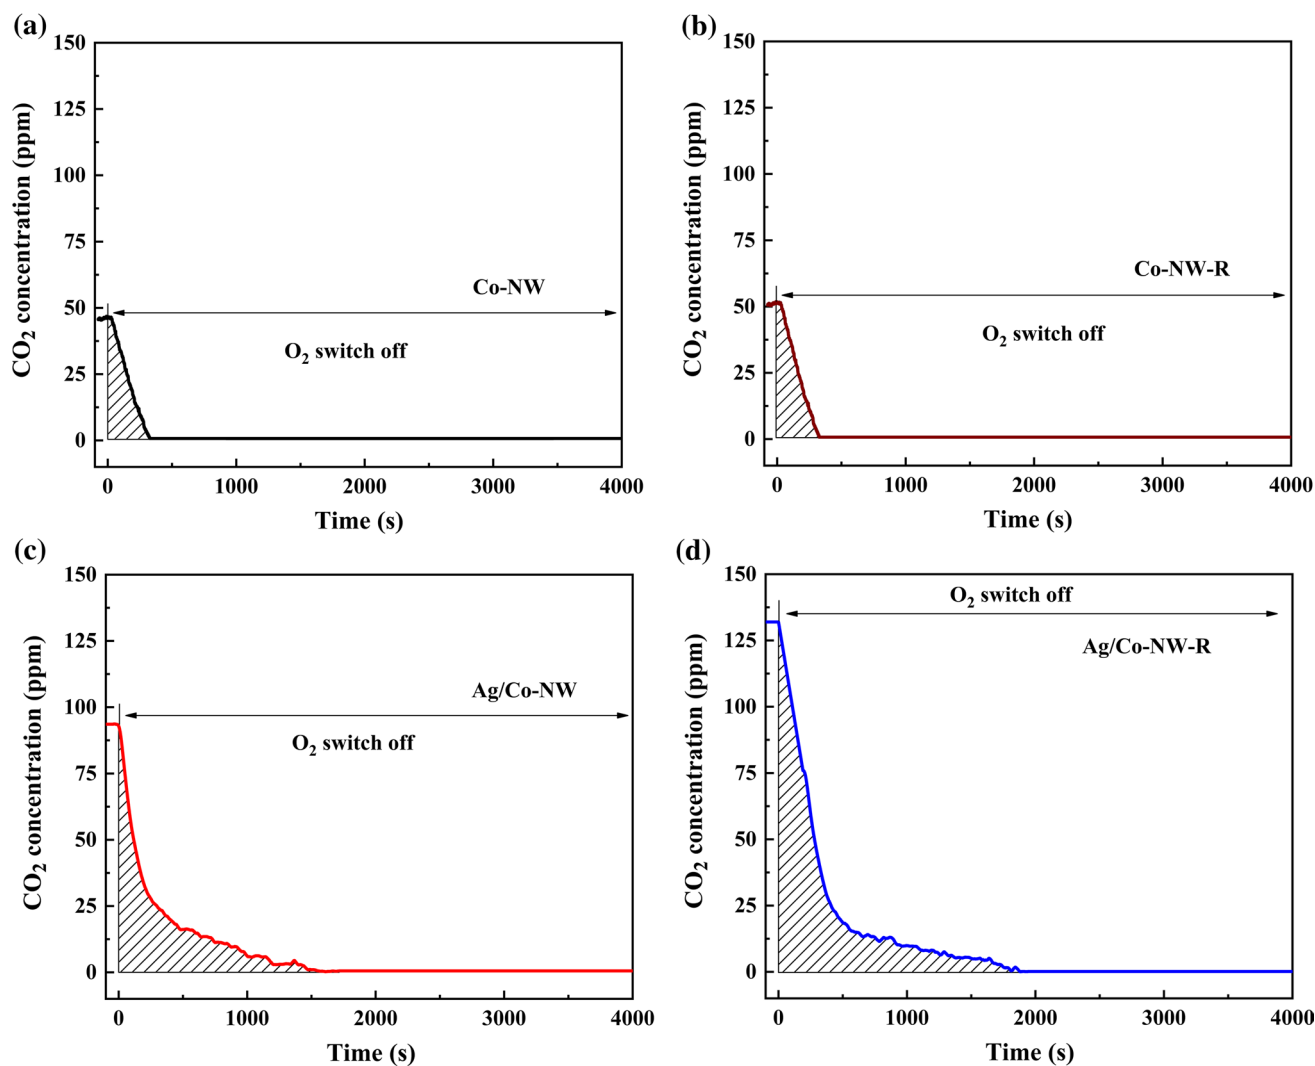 (a)
150
125
100
75
50
25
0
CO₂ concentration (ppm)
Co-NW
O₂ switch off
0 1000 2000 3000 4000
Time (s)
(b)
150
125
100
75
50
25
0
CO₂ concentration (ppm)
Co-NW-R
O₂ switch off
0 1000 2000 3000 4000
Time (s)
(c)
150
125
100
75
50
25
0
CO₂ concentration (ppm)
Ag/Co-NW
O₂ switch off
0 1000 2000 3000 4000
Time (s)
(d)
150
125
100
75
50
25
0
CO₂ concentration (ppm)
O₂ switch off
Ag/Co-NW-R
0 1000 2000 3000 4000
Time (s)